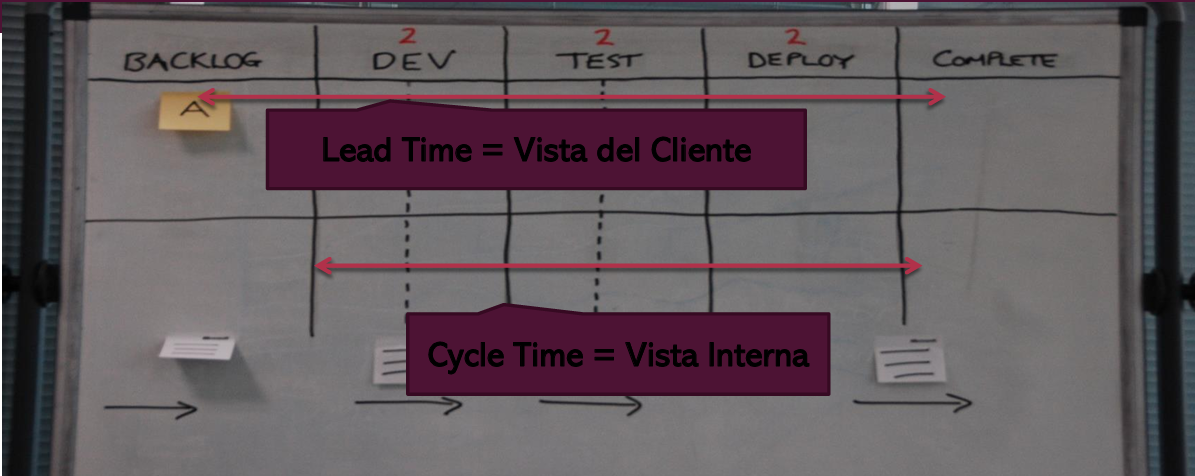 2 2 2
BACKLOG DEV TEST DEPLOY COMPLETE
A
Lead Time = Vista del Cliente
Cycle Time = Vista Interna